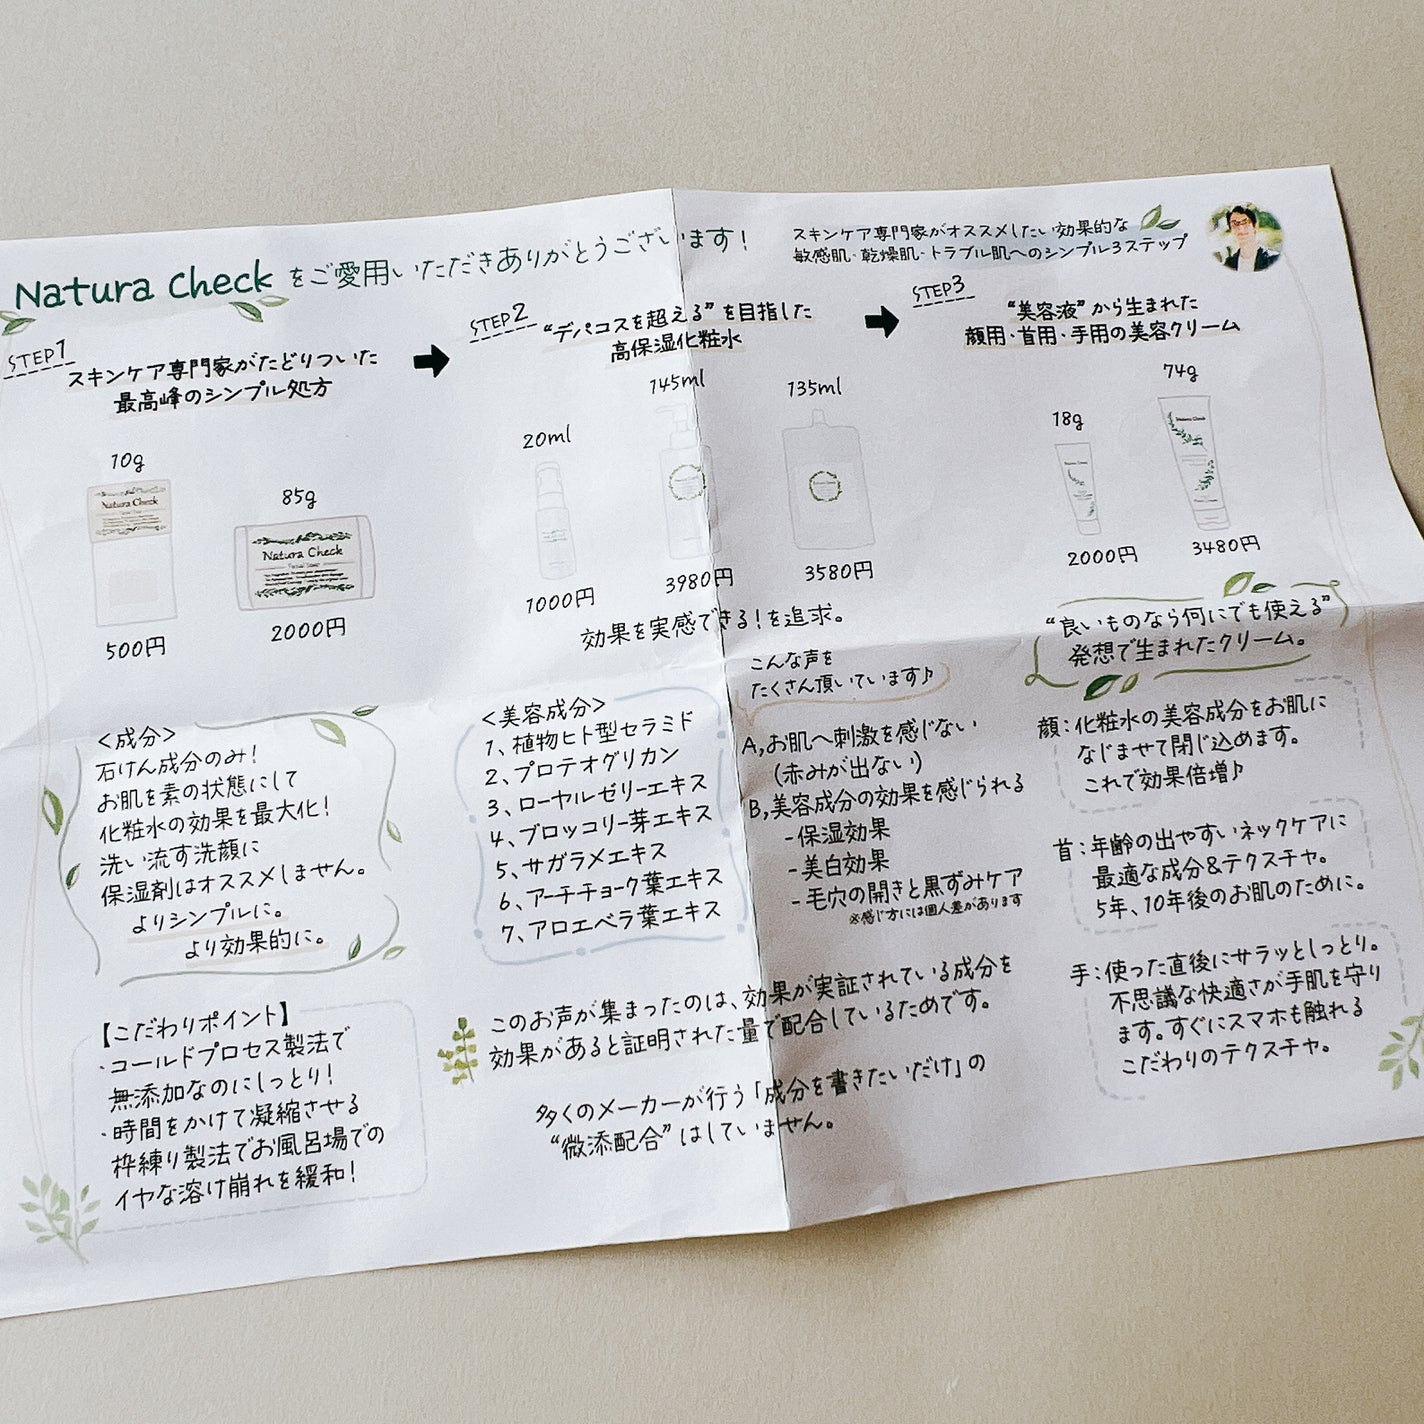 Natura Check をご愛用いただきありがとうございます!
スキンケア専門家がオススメしたい効果的な
敏感肌・乾燥肌・トラブル肌へのシンプル3ステップ
STEP1
スキンケア専門家がたどりついた
最高峰のシンプル処方
10g
Natura Check
500円
85g
Natura Check
2000円
<成分>
石けん成分のみ!
お肌を素の状態にして
化粧水の効果を最大化!
洗い流す洗顔に
保湿剤はオススメしません。
よりシンプルに。
より効果的に。
【こだわりポイント】
・コールドプロセス製法で
無添加なのにしっとり!
・時間をかけて凝縮させる
枠練り製法でお風呂場での
イヤな溶け崩れを緩和!
STEP2
“デパコスを超える”を目指した
高保湿化粧水
20ml
1000円
145ml
3980円
135ml
3580円
効果を実感できる!を追求。
<美容成分>
1、植物ヒト型セラミド
2、プロテオグリカン
3、ローヤルゼリーエキス
4、ブロッコリー芽エキス
5、サガラメエキス
6、アーチチョーク葉エキス
7、アロエベラ葉エキス
こんな声を
たくさん頂いています♪
A,お肌へ刺激を感じない
(赤みが出ない)
B,美容成分の効果を感じられる
-保湿効果
-美白効果
-毛穴の開きと黒ずみケア
※感じ方には個人差があります
このお声が集まったのは、効果が実証されている成分を
効果があると証明された量で配合しているためです。
多くのメーカーが行う「成分を書きたいだけ」の
“微添配合”はしていません。
STEP3
“美容液”から生まれた
顔用・首用・手用の美容クリーム
18g
2000円
74g
Natura Check
3480円
“良いものなら何にでも使える”
発想で生まれたクリーム。
顔:化粧水の美容成分をお肌に
なじませて閉じ込めます。
これで効果倍増♪
首:年齢の出やすいネックケアに
最適な成分&テクスチャ。
5年、10年後のお肌のために。
手:使った直後にサラッとしっとり。
不思議な快適さが手肌を守り
ます。すぐにスマホも触れる
こだわりのテクスチャ。